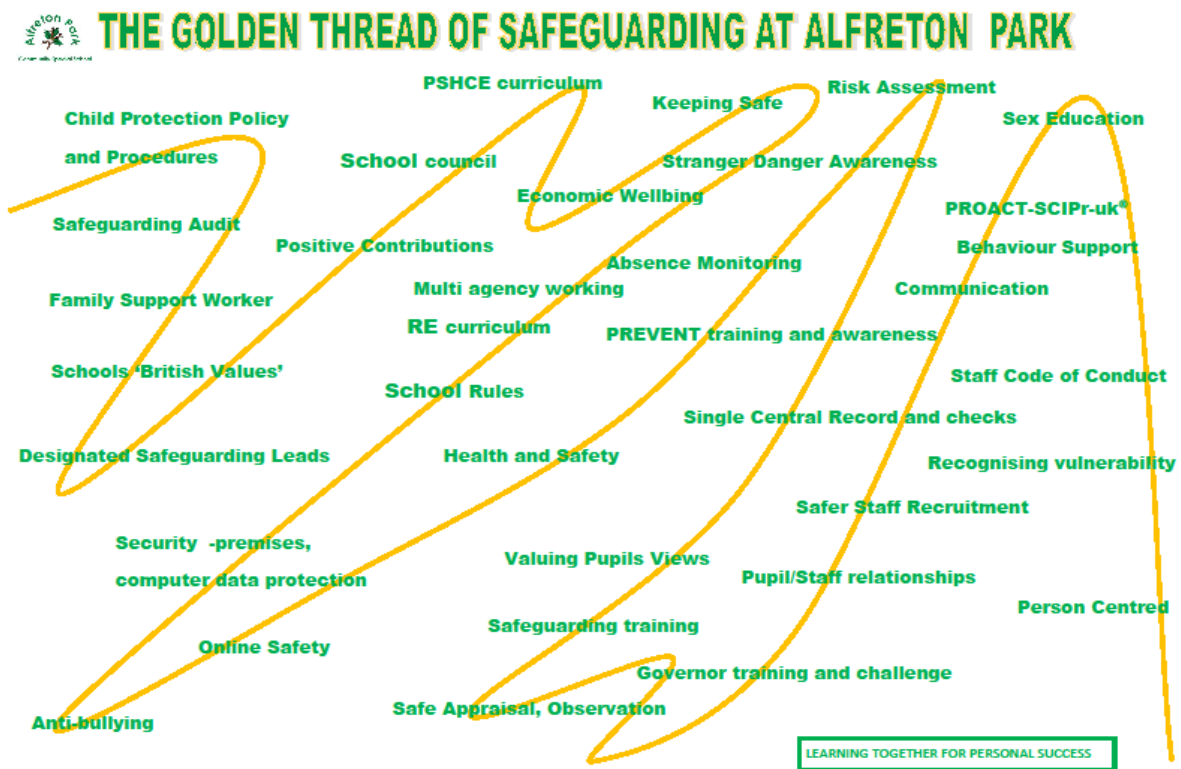 Alfreton Park
Community Special School
THE GOLDEN THREAD OF SAFEGUARDING AT ALFRETON PARK
PSHCE curriculum
Keeping Safe
Risk Assessment
Child Protection Policy
and Procedures
Sex Education
School council
Stranger Danger Awareness
Economic Wellbing
PROACT-SCIPr-uk®
Safeguarding Audit
Positive Contributions
Behaviour Support
Absence Monitoring
Multi agency working
Communication
Family Support Worker
RE curriculum
PREVENT training and awareness
Schools ‘British Values’
Staff Code of Conduct
School Rules
Single Central Record and checks
Designated Safeguarding Leads
Health and Safety
Recognising vulnerability
Safer Staff Recruitment
Security -premises,
computer data protection
Valuing Pupils Views
Pupil/Staff relationships
Person Centred
Safeguarding training
Online Safety
Governor training and challenge
Safe Appraisal, Observation
Anti-bullying
LEARNING TOGETHER FOR PERSONAL SUCCESS